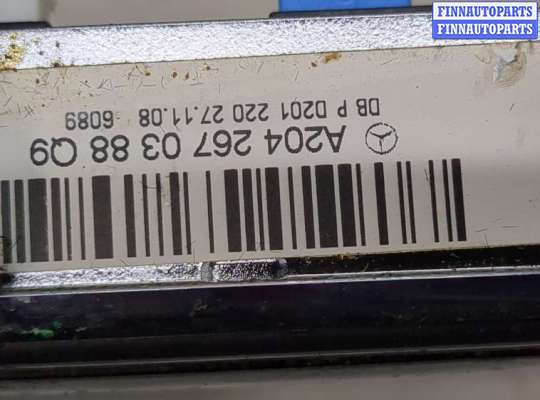 FINNAUTOPARTS
FINNAUTOPARTS
A204 267 03 88 Q9
DB P D201 220 27.11.08 6089